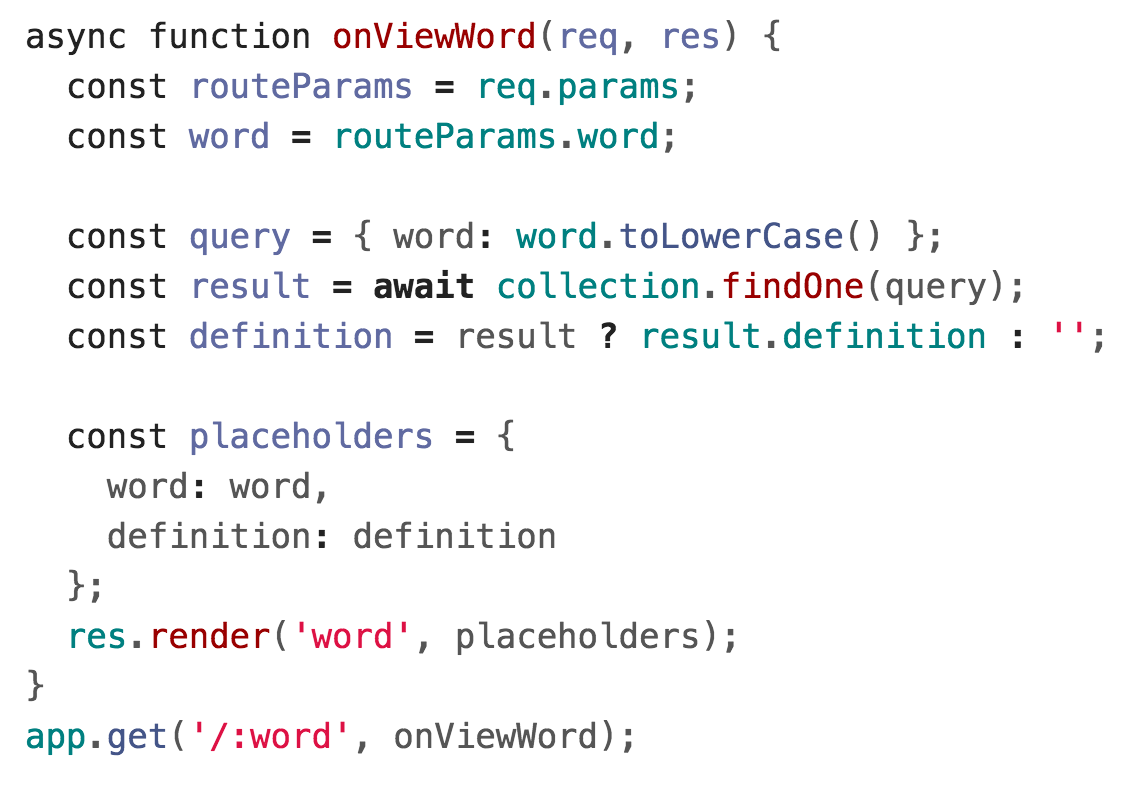 async function onViewWord(req, res) {
  const routeParams = req.params;
  const word = routeParams.word;

  const query = { word: word.toLowerCase() };
  const result = await collection.findOne(query);
  const definition = result ? result.definition : '';

  const placeholders = {
    word: word,
    definition: definition
  };
  res.render('word', placeholders);
}
app.get('/:word', onViewWord);